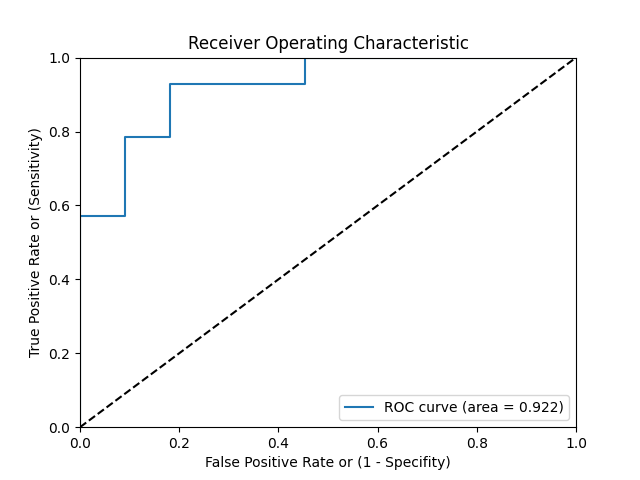 Receiver Operating Characteristic
True Positive Rate or (Sensitivity)
1.0
0.8
0.6
0.4
0.2
0.0
ROC curve (area = 0.922)
0.0 0.2 0.4 0.6 0.8 1.0
False Positive Rate or (1 - Specifity)